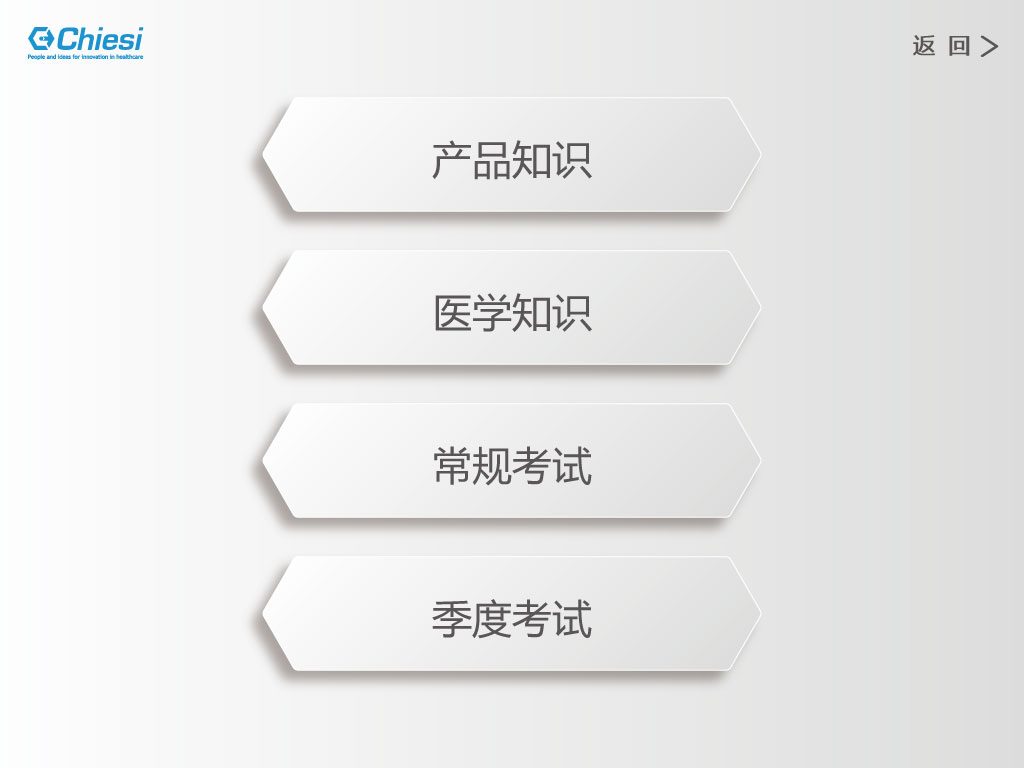 Chiesi
People and ideas for innovation in healthcare
返 回
产品知识
医学知识
常规考试
季度考试